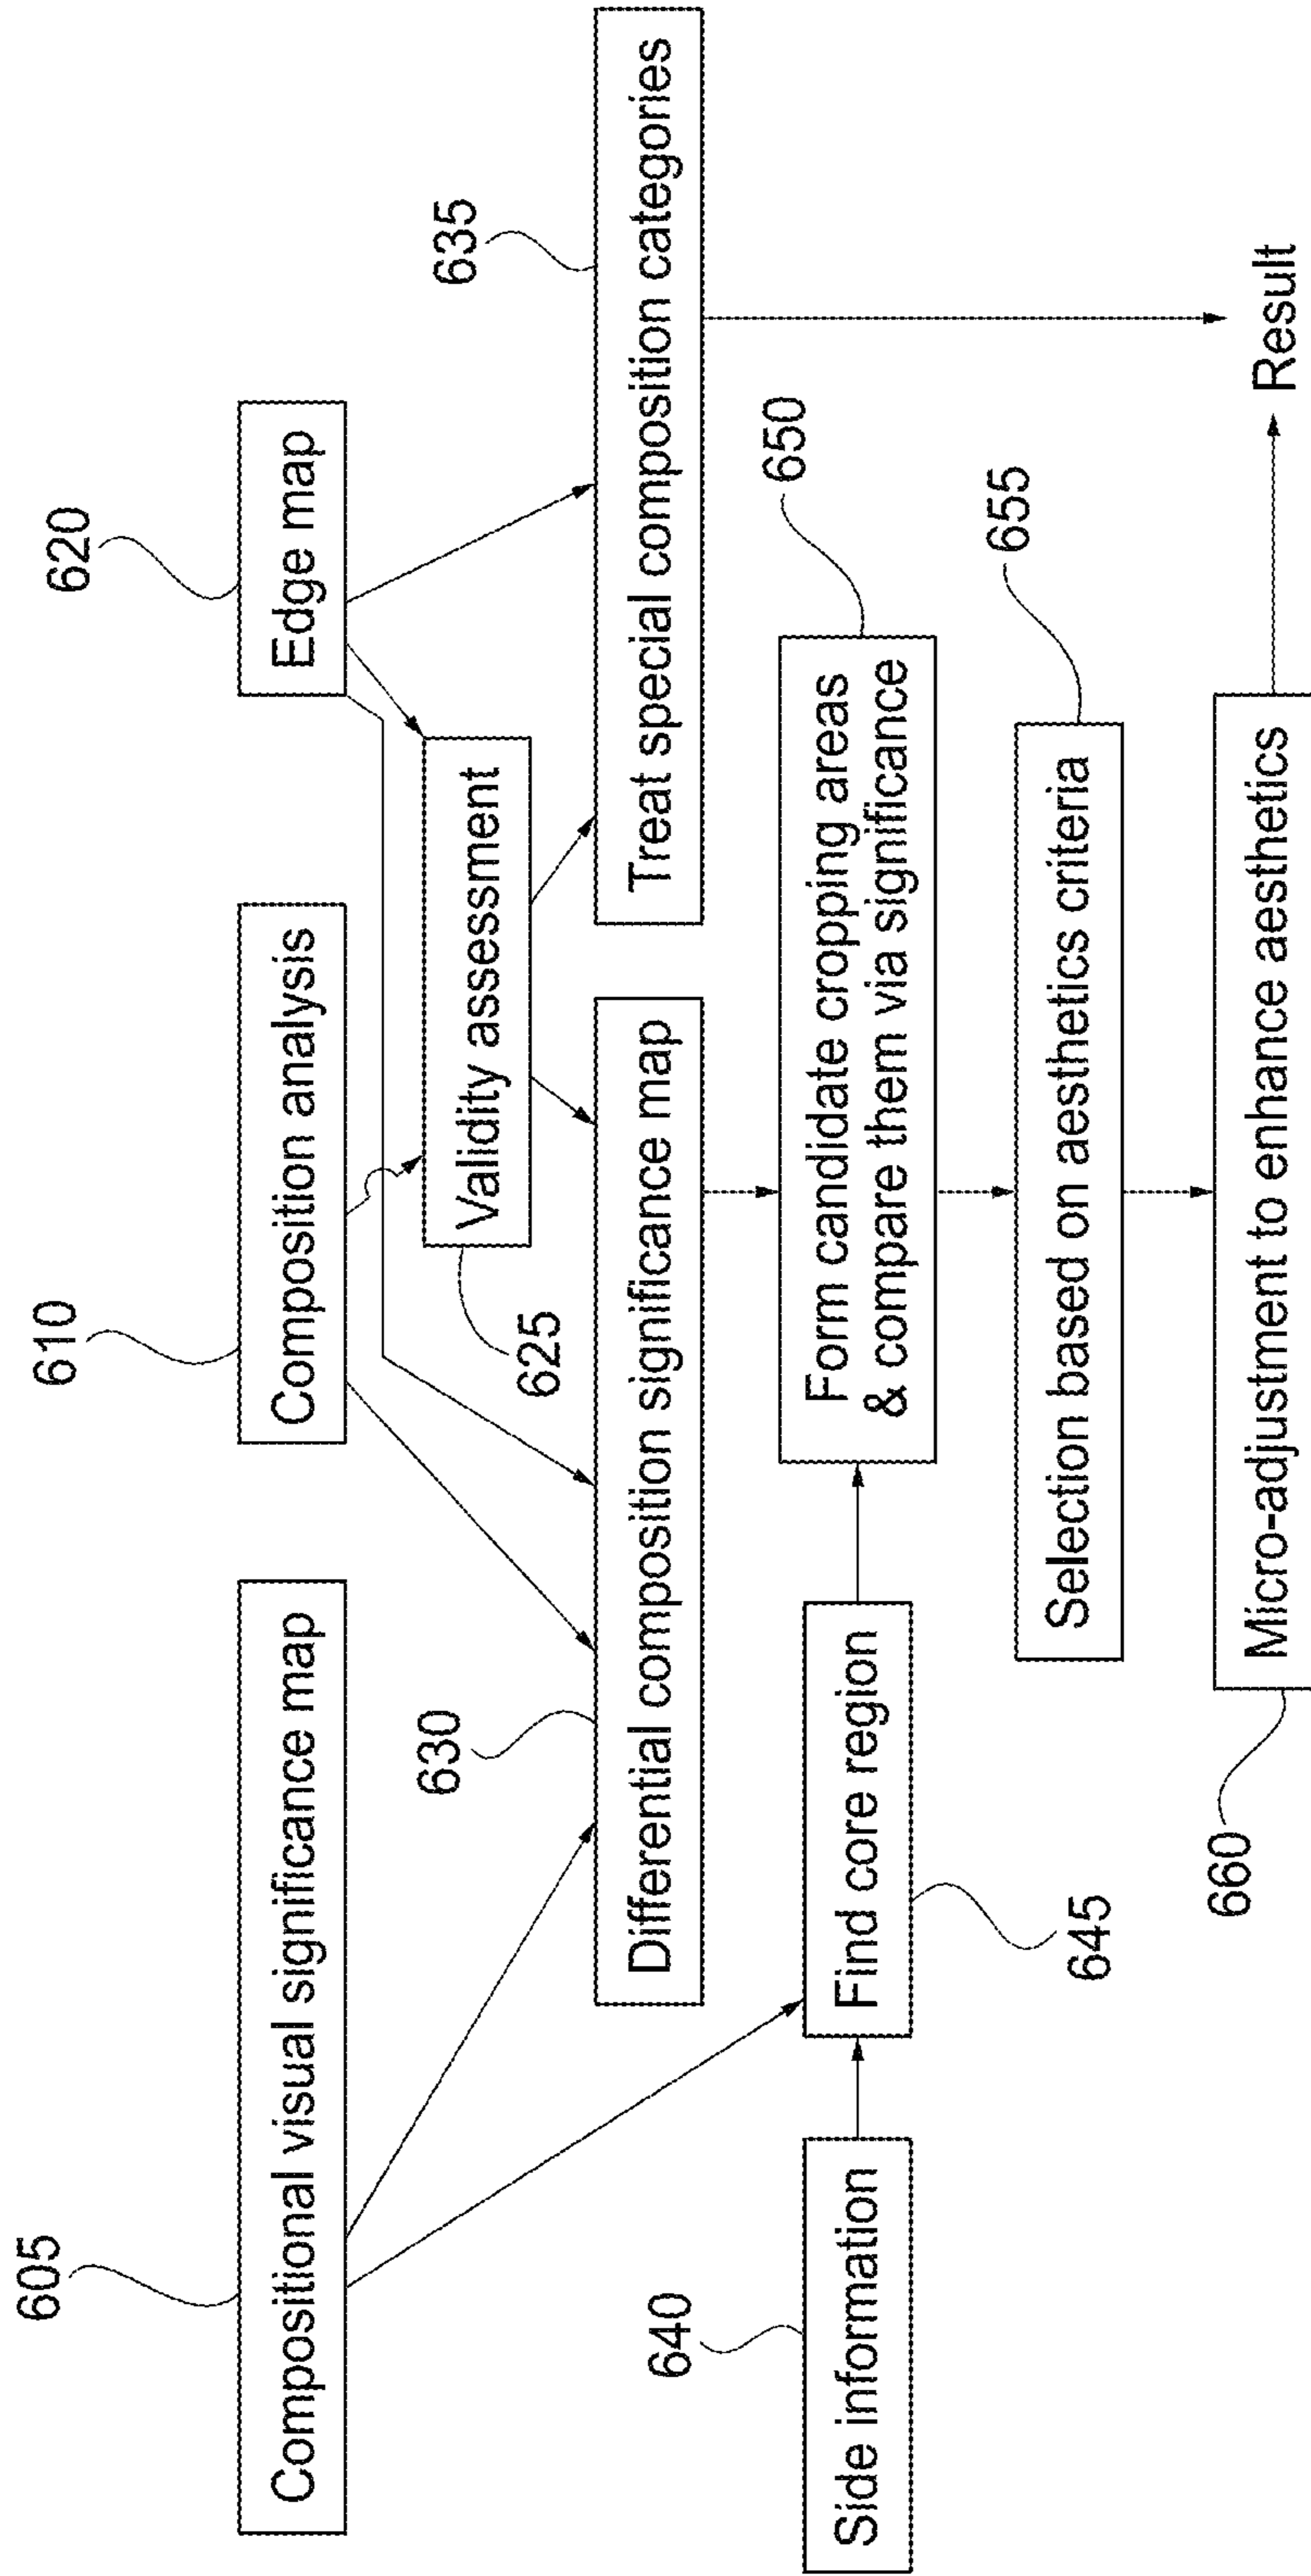 605
610
620
Compositional visual significance map
Composition analysis
Edge map
625
Validity assessment
630
635
Differential composition significance map
Treat special composition categories
640
645
650
Side information
Find core region
Form candidate cropping areas
& compare them via significance
655
Selection based on aesthetics criteria
660
Micro-adjustment to enhance aesthetics
Result